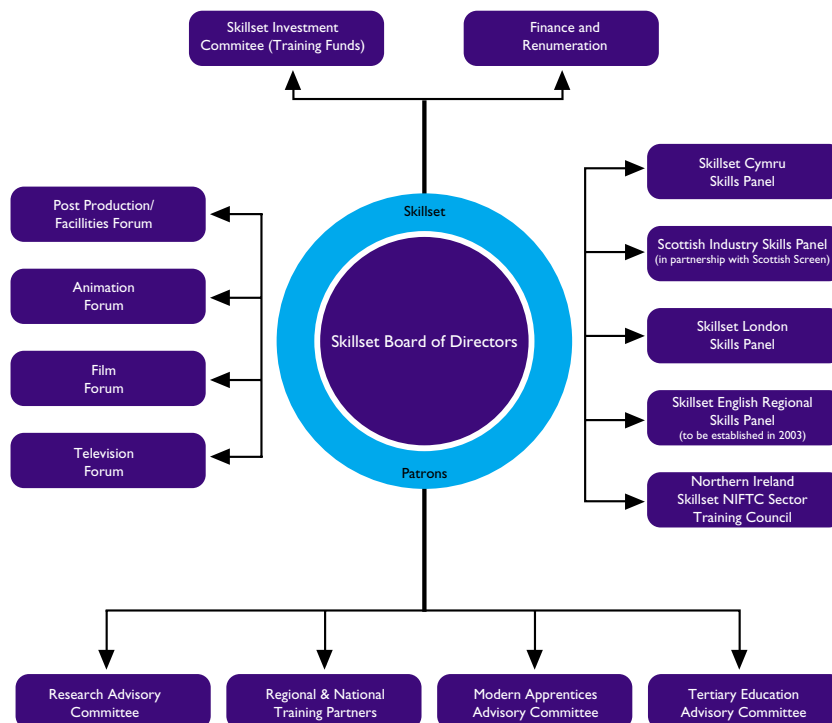 Skillset Investment
Commitee (Training Funds)
Finance and
Renumeration
Post Production/
Facillities Forum
Animation
Forum
Film
Forum
Television
Forum
Skillset
Skillset Board of Directors
Patrons
Skillset Cymru
Skills Panel
Scottish Industry Skills Panel
(in partnership with Scottish Screen)
Skillset London
Skills Panel
Skillset English Regional
Skills Panel
(to be established in 2003)
Northern Ireland
Skillset NIFTC Sector
Training Council
Research Advisory
Committee
Regional & National
Training Partners
Modern Apprentices
Advisory Committee
Tertiary Education
Advisory Committee